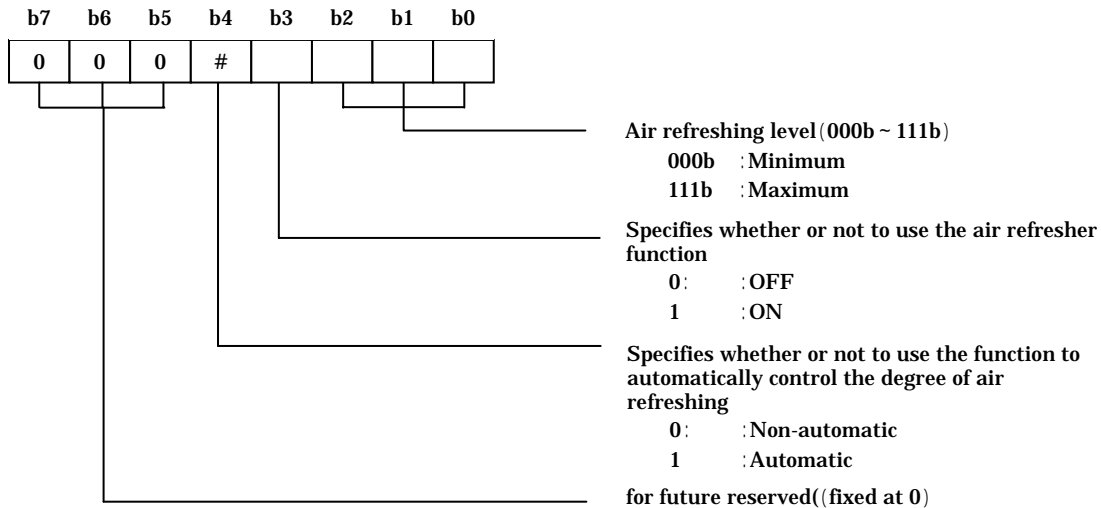 b7 b6 b5 b4 b3 b2 b1 b0
0 0 0 #
Air refreshing level(000b ~ 111b)
000b :Minimum
111b :Maximum
Specifies whether or not to use the air refresher
function
0: :OFF
1 :ON
Specifies whether or not to use the function to
automatically control the degree of air
refreshing
0: :Non-automatic
1 :Automatic
for future reserved((fixed at 0)